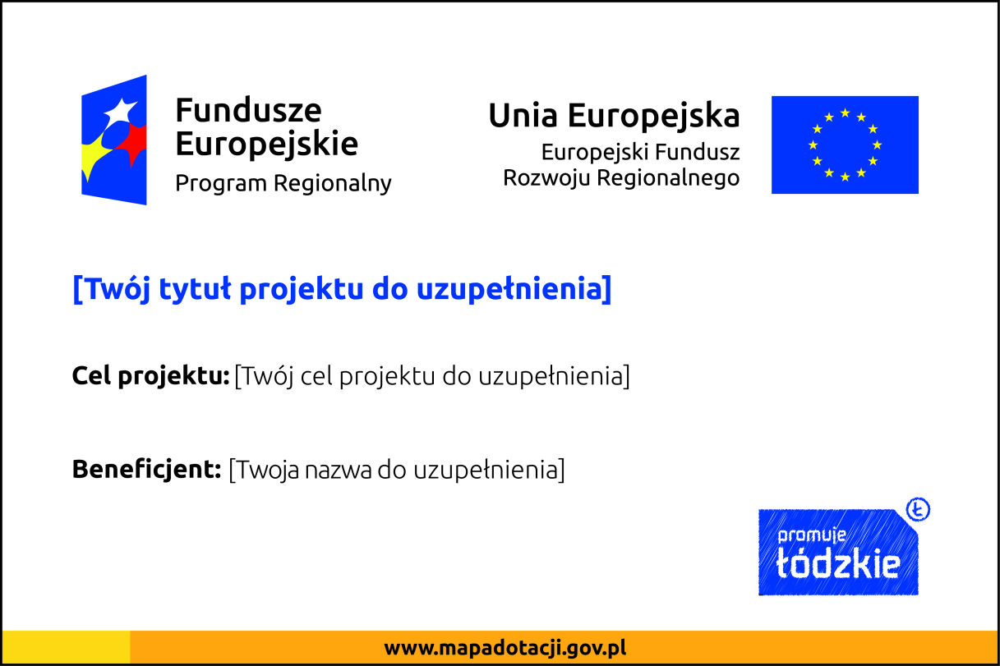 Fundusze
Europejskie
Program Regionalny
Unia Europejska
Europejski Fundusz
Rozwoju Regionalnego
[Twój tytuł projektu do uzupełnienia]
Cel projektu: [Twój cel projektu do uzupełnienia]
Beneficjent: [Twoja nazwa do uzupełnienia]
Ł
promuje
łódzkie
www.mapadotacji.gov.pl